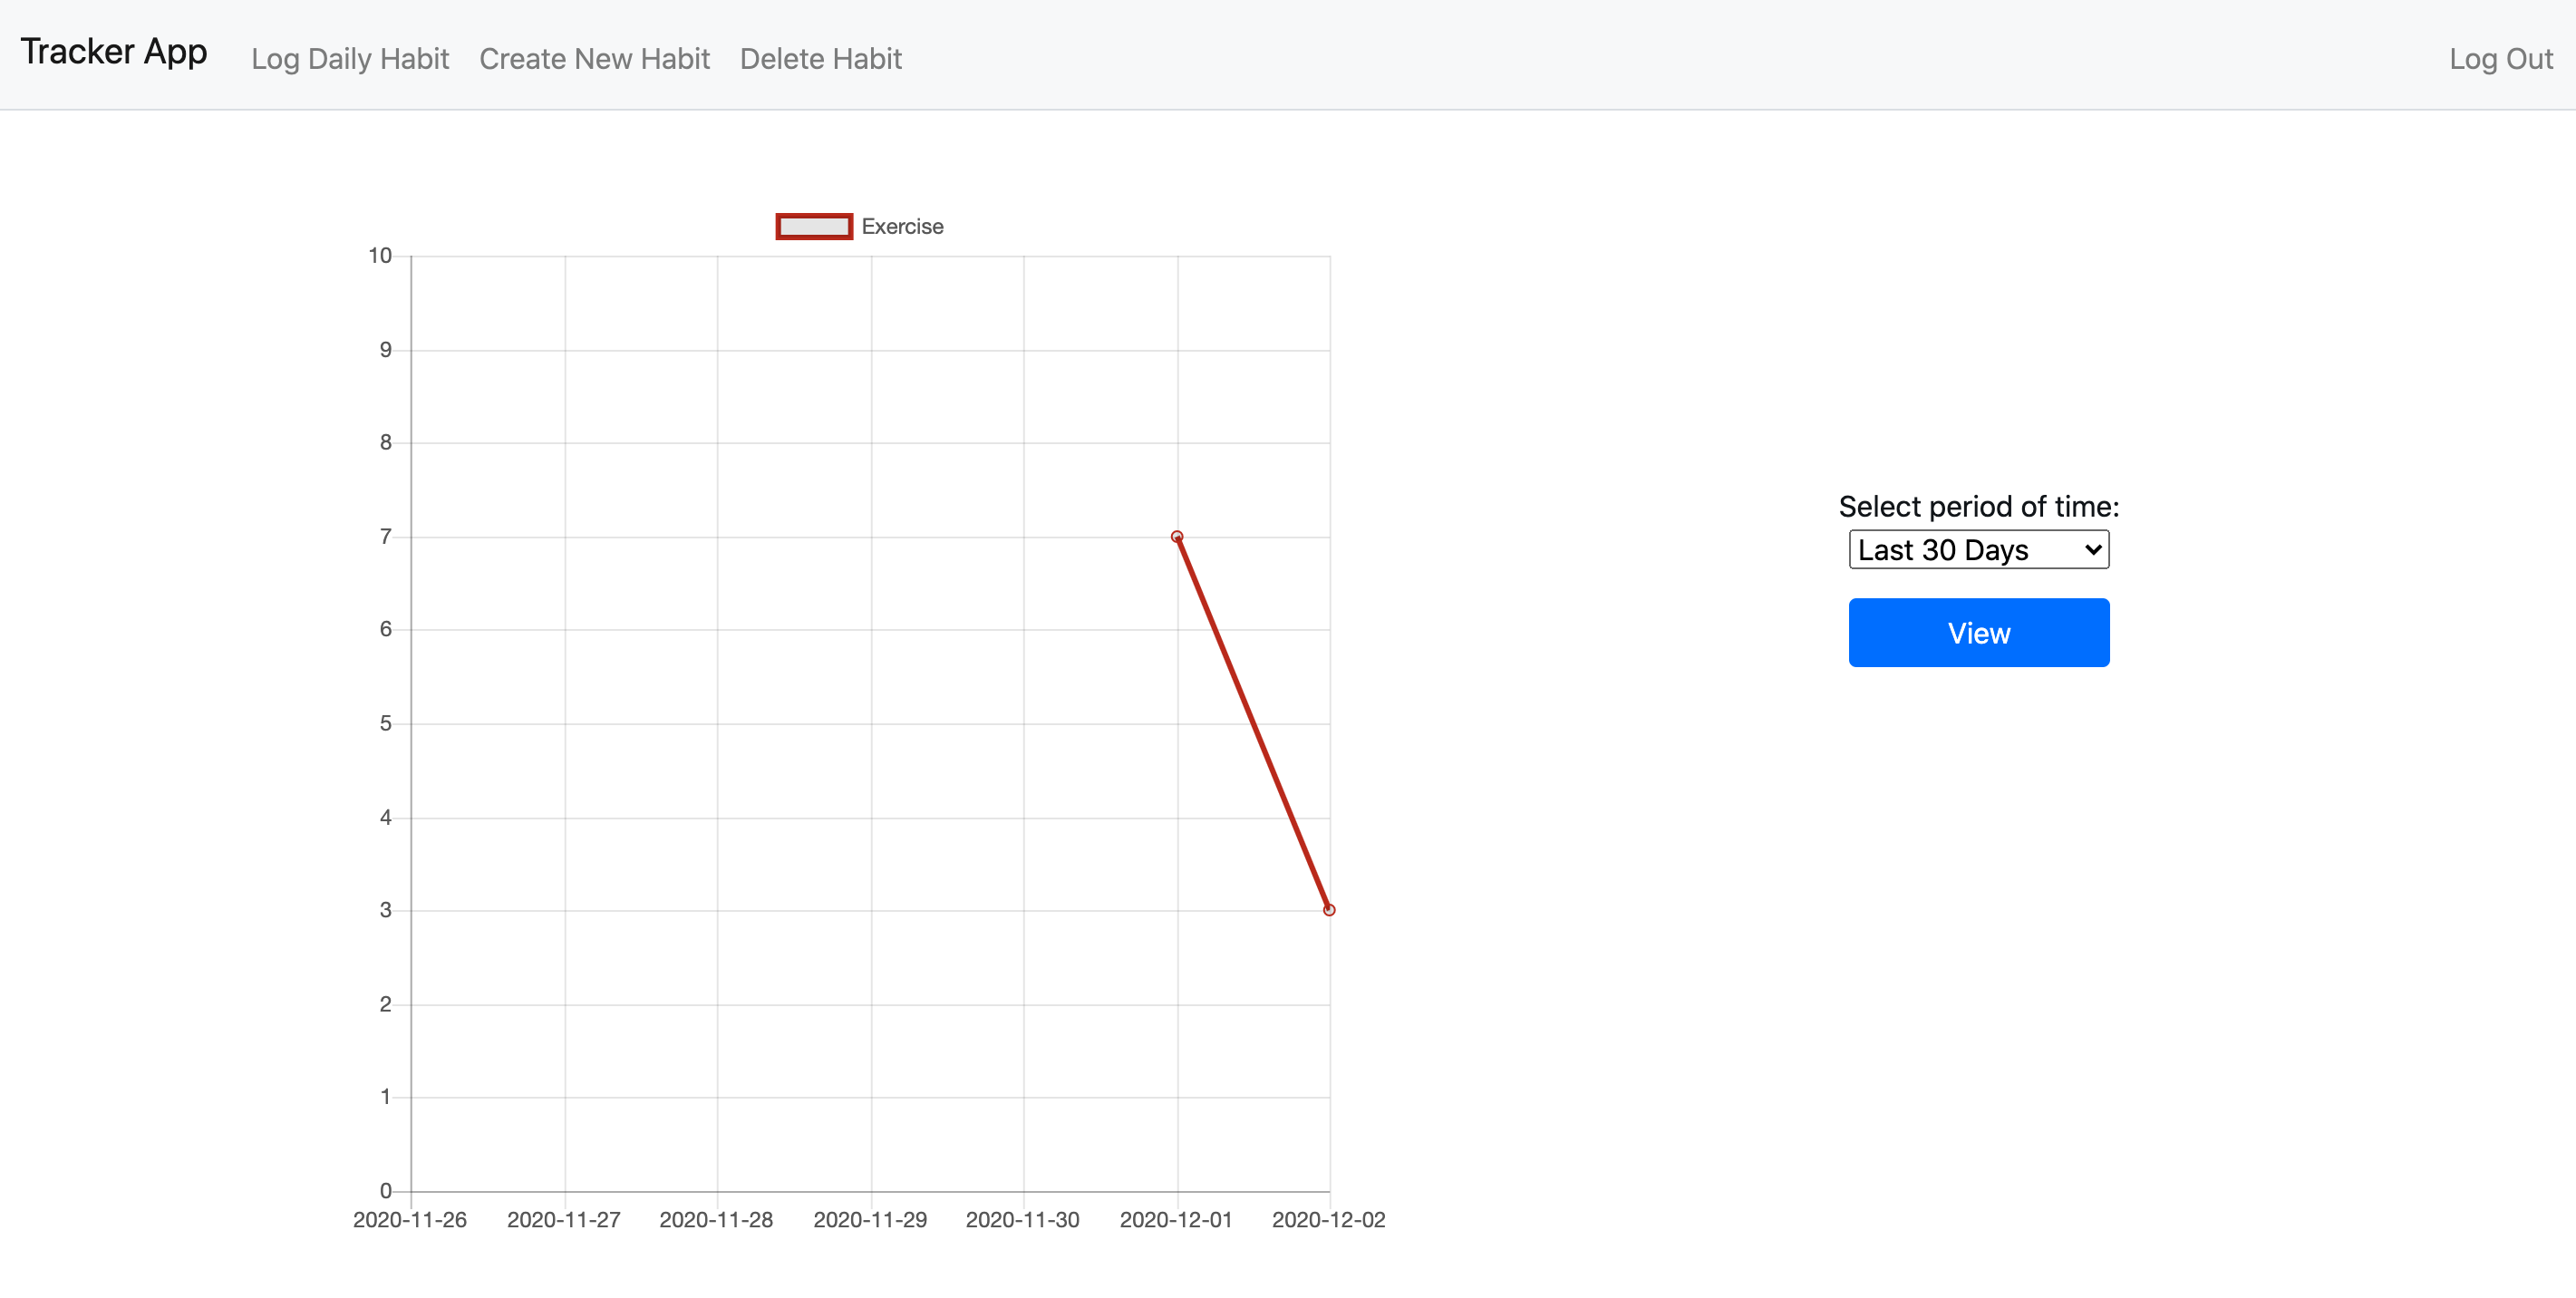 Tracker App
Log Daily Habit
Create New Habit
Delete Habit
Log Out
Exercise
10
9
8
7
6
5
4
3
2
1
0
2020-11-26
2020-11-27
2020-11-28
2020-11-29
2020-11-30
2020-12-01
2020-12-02
Select period of time:
Last 30 Days
View